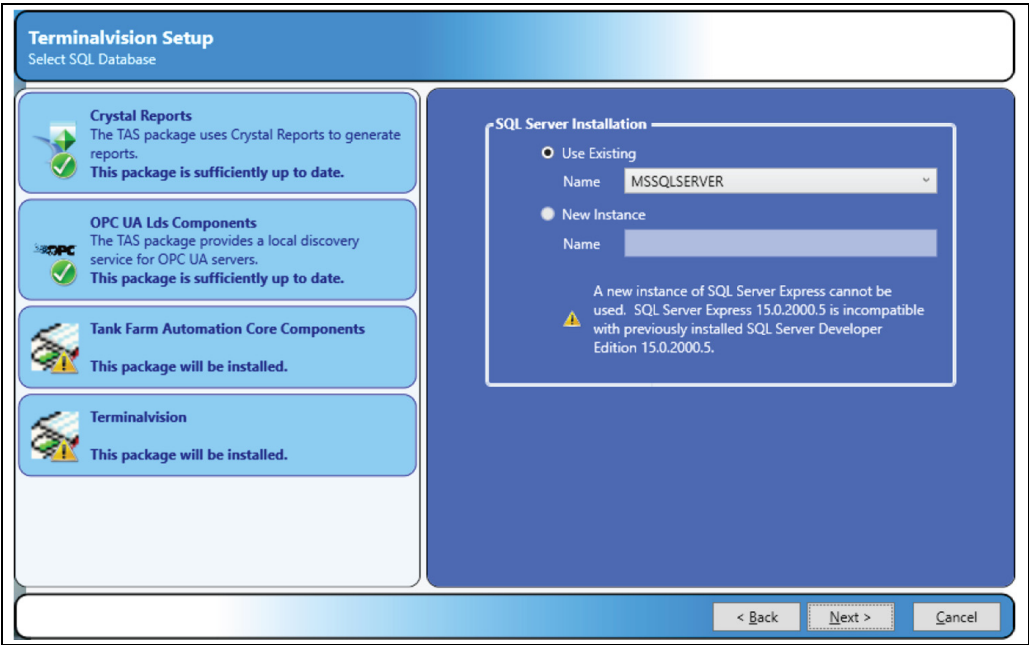 Terminalvision Setup
Select SQL Database
Crystal Reports
The TAS package uses Crystal Reports to generate
reports.
This package is sufficiently up to date.
OPC UA Lds Components
The TAS package provides a local discovery
service for OPC UA servers.
This package is sufficiently up to date.
OPC
Tank Farm Automation Core Components
This package will be installed.
Terminalvision
This package will be installed.
SQL Server Installation
Use Existing
Name MSSQLSERVER
New Instance
Name
A new instance of SQL Server Express cannot be
used. SQL Server Express 15.0.2000.5 is incompatible
with previously installed SQL Server Developer
Edition 15.0.2000.5.
< Back Next > Cancel